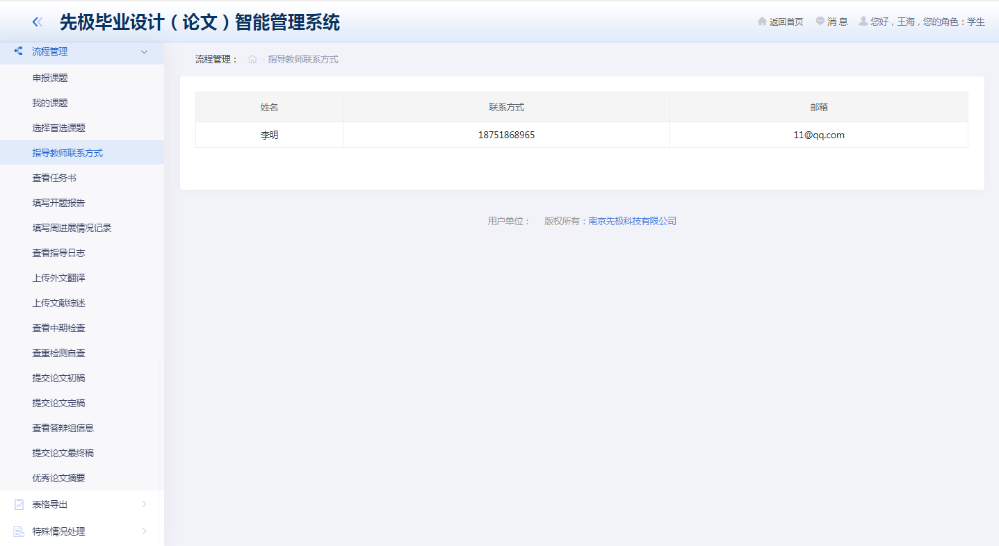 先极毕业设计（论文）智能管理系统
返回首页 消 息 您好，王海，您的角色：学生
流程管理
申报课题
我的课题
选择盲选课题
指导教师联系方式
查看任务书
填写开题报告
填写周进展情况记录
查看指导日志
上传外文翻译
上传文献综述
查看中期检查
查重检测自查
提交论文初稿
提交论文定稿
查看答辩组信息
提交论文最终稿
优秀论文摘要
表格导出
特殊情况处理
流程管理： - 指导教师联系方式
姓名 联系方式 邮箱
李明 18751868965 11@qq.com
用户单位： 版权所有：南京先极科技有限公司